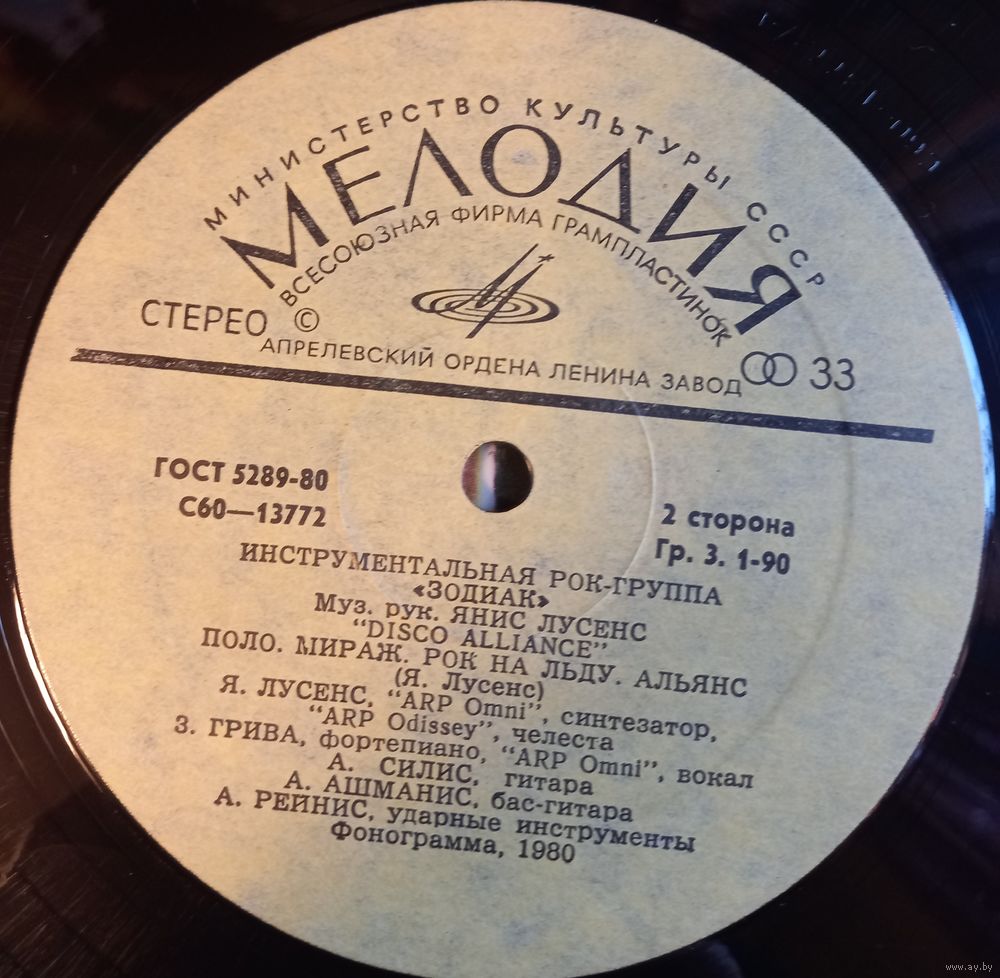 МИНИСТЕРСТВО КУЛЬТУРЫ СССР
МЕЛОДИЯ
ВСЕСОЮЗНАЯ ФИРМА ГРАМПЛАСТИНОК
СТЕРЕО ©
АПРЕЛЕВСКИЙ ОРДЕНА ЛЕНИНА ЗАВОД
33
ГОСТ 5289-80
С60—13772
2 сторона
Гр. 3. 1-90
ИНСТРУМЕНТАЛЬНАЯ РОК-ГРУППА
«ЗОДИАК»
Муз. рук. ЯНИС ЛУСЕНС
"DISCO ALLIANCE"
ПОЛО. МИРАЖ. РОК НА ЛЬДУ. АЛЬЯНС
(Я. Лусенс)
Я. ЛУСЕНС, "ARP Omni", синтезатор,
"ARP Odissey", челеста
З. ГРИВА, фортепиано, "ARP Omni", вокал
А. СИЛИС, гитара
А. АШМАНИС, бас-гитара
А. РЕЙНИС, ударные инструменты
Фонограмма, 1980
www.ay.by